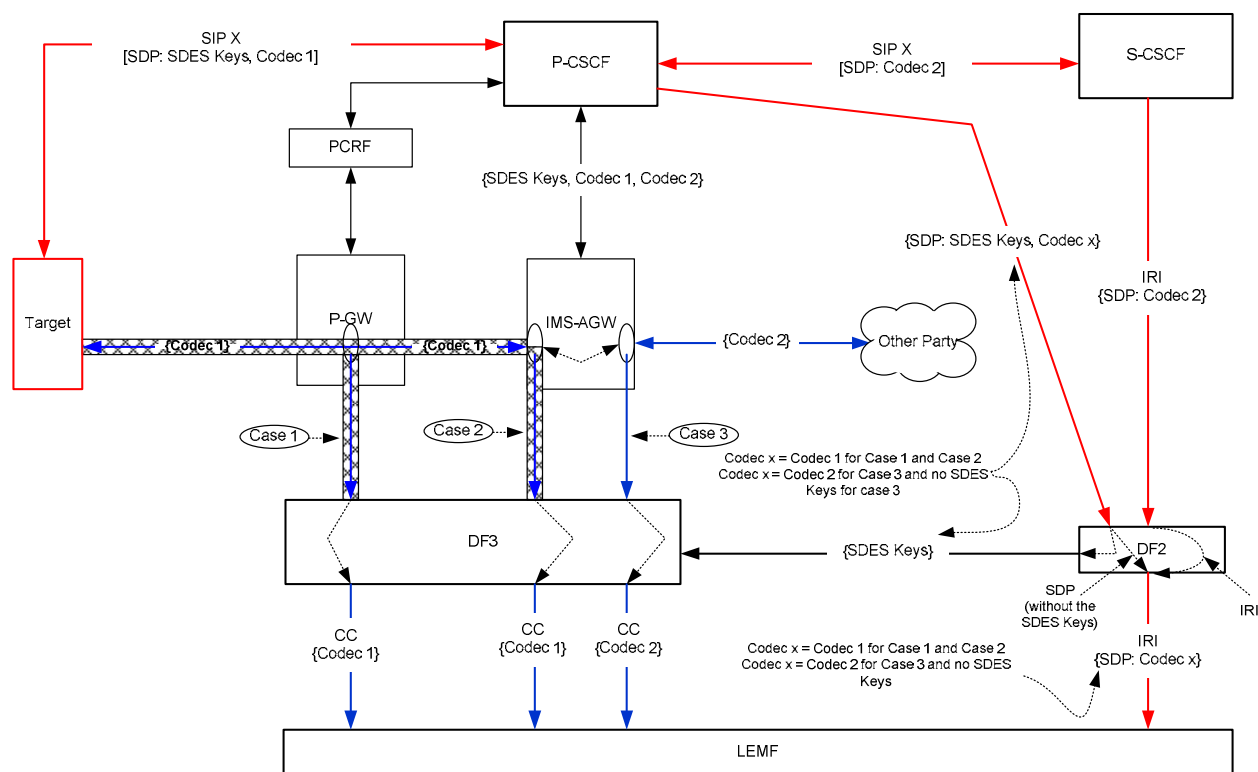 SIP X
[SDP: SDES Keys, Codec 1]
P-CSCF
SIP X
[SDP: Codec 2]
S-CSCF
PCRF
{SDES Keys, Codec 1, Codec 2}
{SDP: SDES Keys, Codec x}
IRI
{SDP: Codec 2}
Target
P-GW
IMS-AGW
{Codec 1}
{Codec 1}
{Codec 2}
Other Party
Case 1
Case 2
Case 3
Codec x = Codec 1 for Case 1 and Case 2
Codec x = Codec 2 for Case 3 and no SDES
Keys for case 3
DF3
{SDES Keys}
DF2
SDP
(without the
SDES Keys)
IRI
CC
{Codec 1}
CC
{Codec 1}
CC
{Codec 2}
Codec x = Codec 1 for Case 1 and Case 2
Codec x = Codec 2 for Case 3 and no SDES
Keys
IRI
{SDP: Codec x}
LEMF